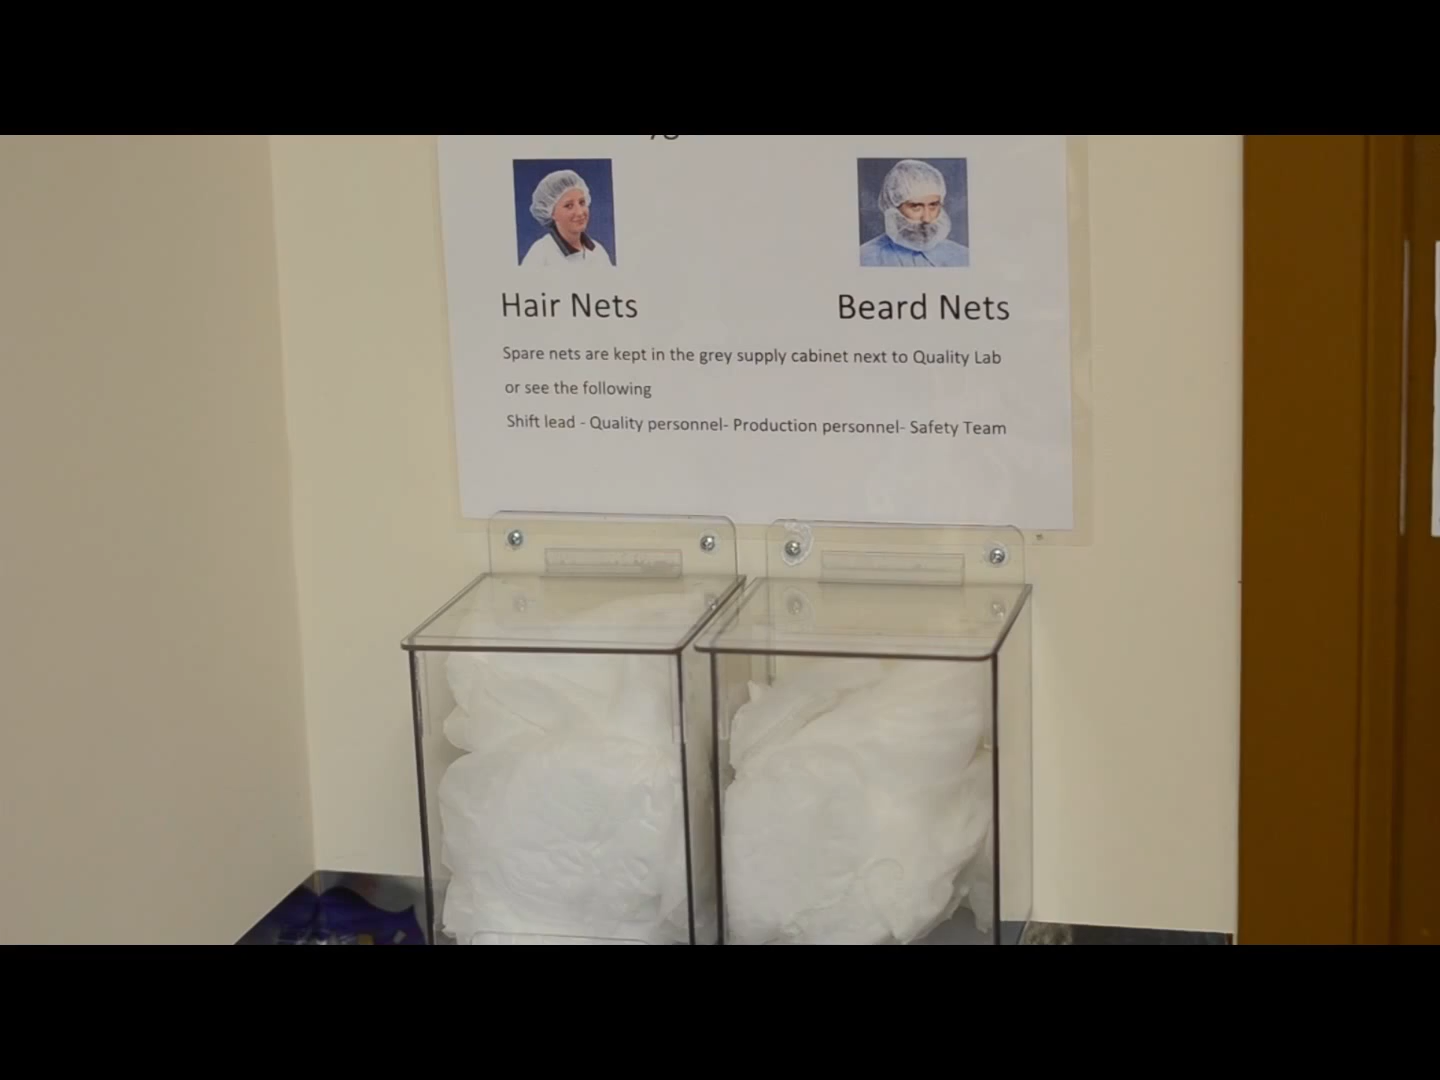 Hair Nets
Beard Nets
Spare nets are kept in the grey supply cabinet next to Quality Lab
or see the following
Shift lead - Quality personnel- Production personnel- Safety Team